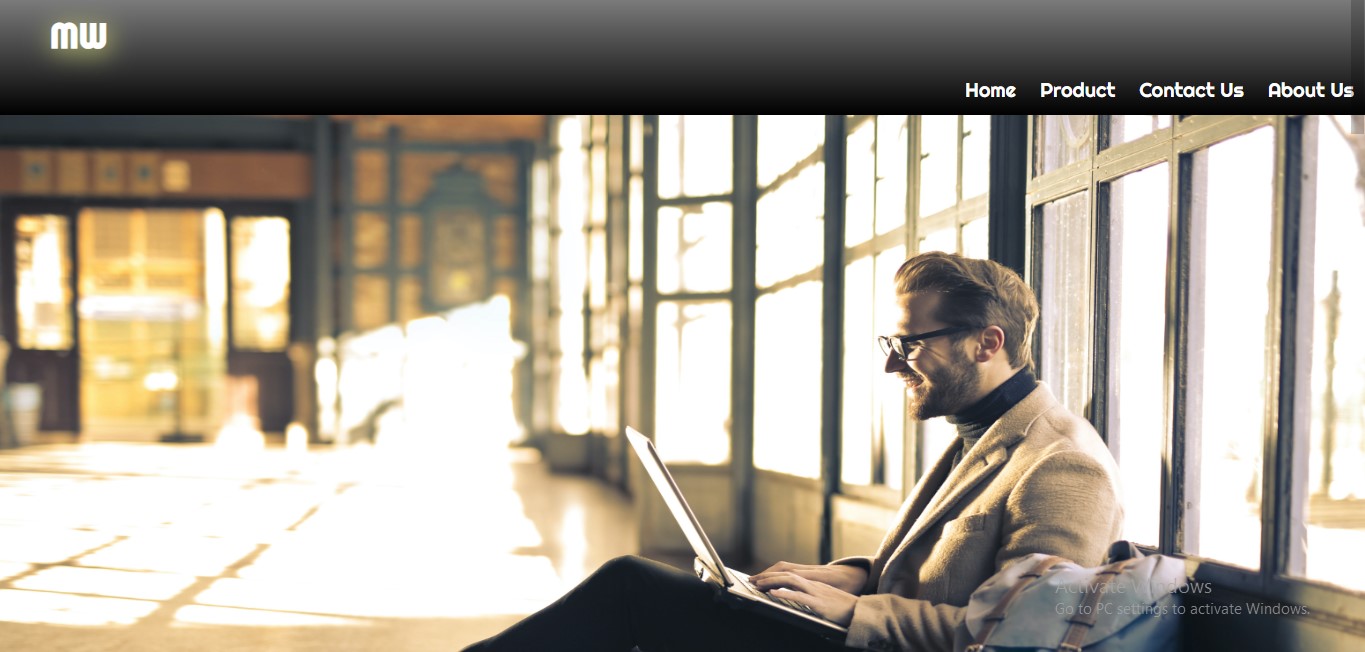 MW
Home Product Contact Us About Us
Activate Windows
Go to PC settings to activate Windows.